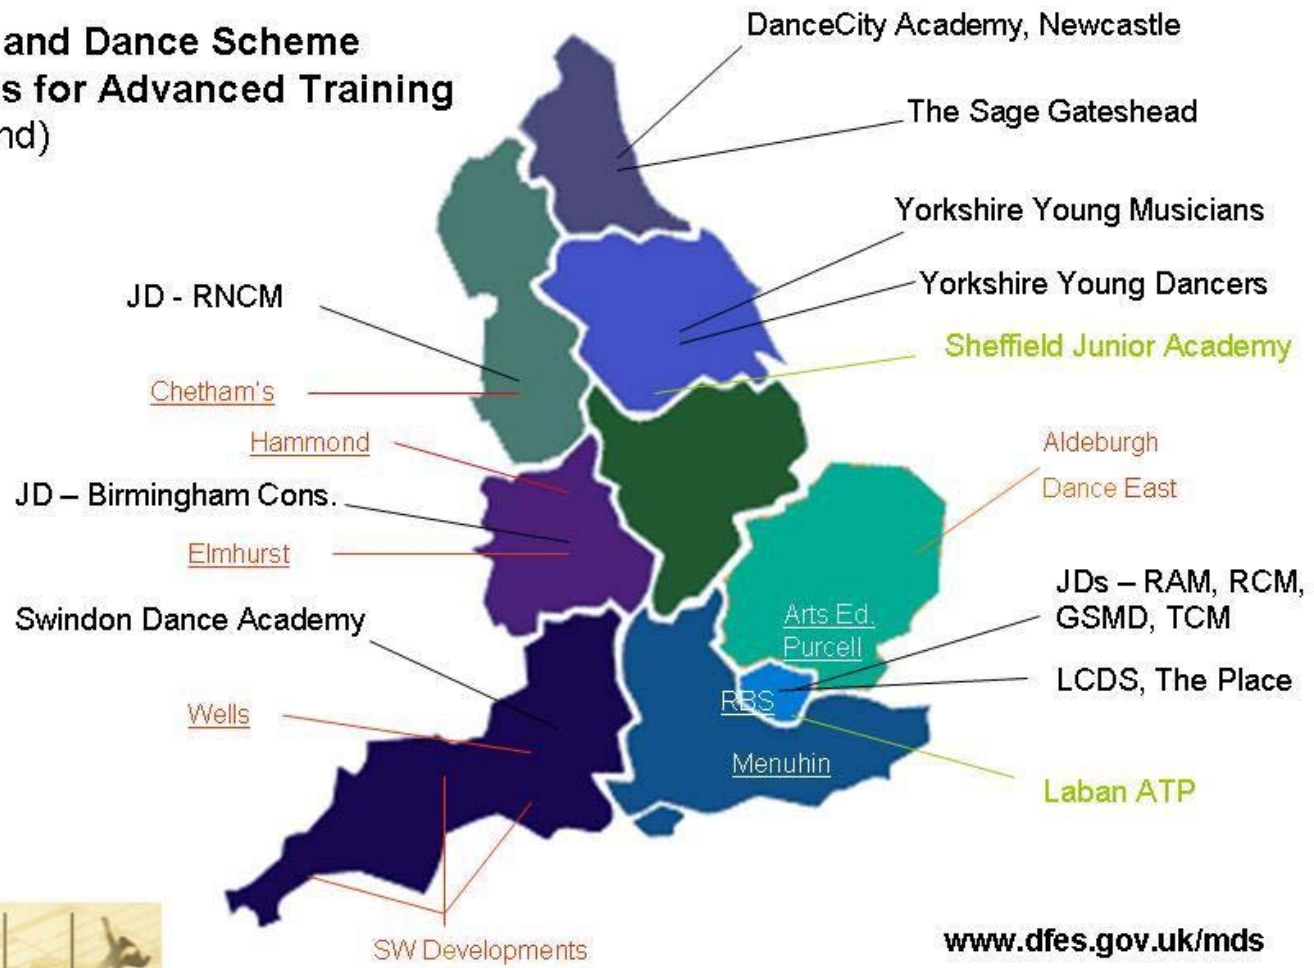 and Dance Scheme
s for Advanced Training
nd)
DanceCity Academy, Newcastle
The Sage Gateshead
Yorkshire Young Musicians
Yorkshire Young Dancers
Sheffield Junior Academy
JD - RNCM
Chetham's
Hammond
JD – Birmingham Cons.
Elmhurst
Swindon Dance Academy
Wells
SW Developments
Aldeburgh
Dance East
JDs – RAM, RCM,
GSMD, TCM
LCDS, The Place
Laban ATP
Arts Ed.
Purcell
RBS
Menuhin
www.dfes.gov.uk/mds